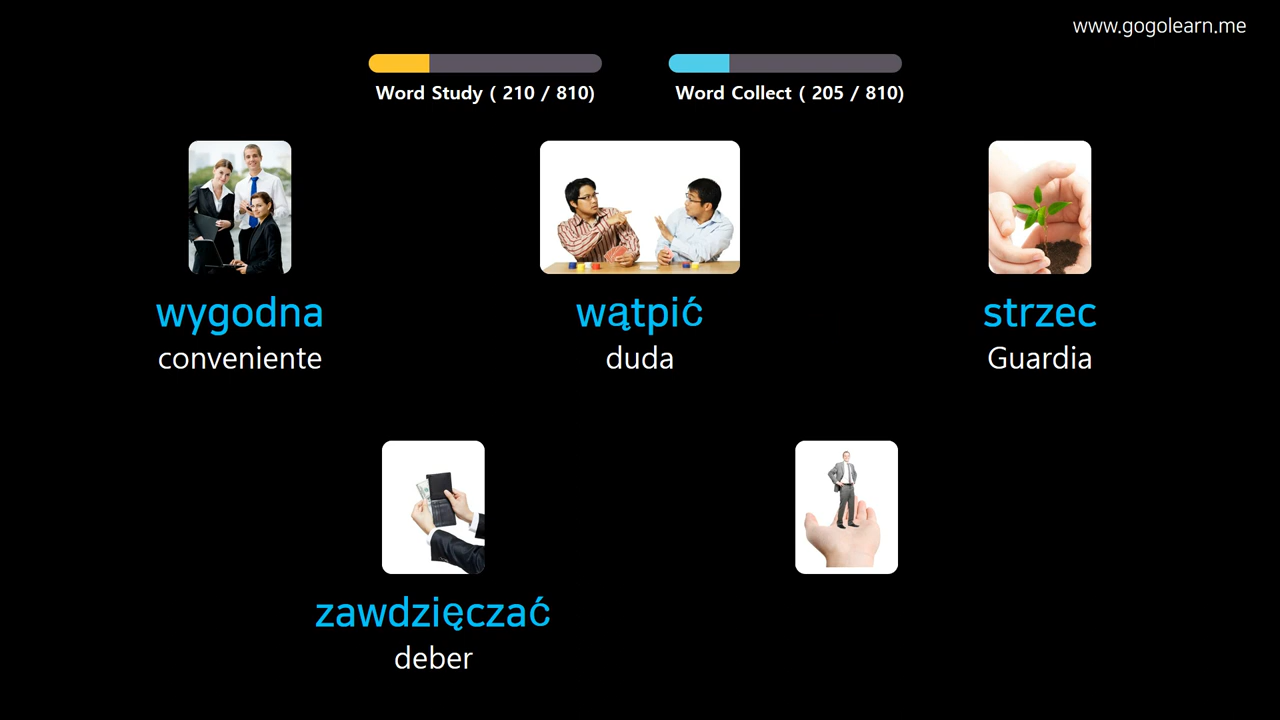 www.gogolearn.me
Word Study ( 210 / 810)
Word Collect ( 205 / 810)
wygodna
conveniente
wątpić
duda
strzec
Guardia
zawdzięczać
deber